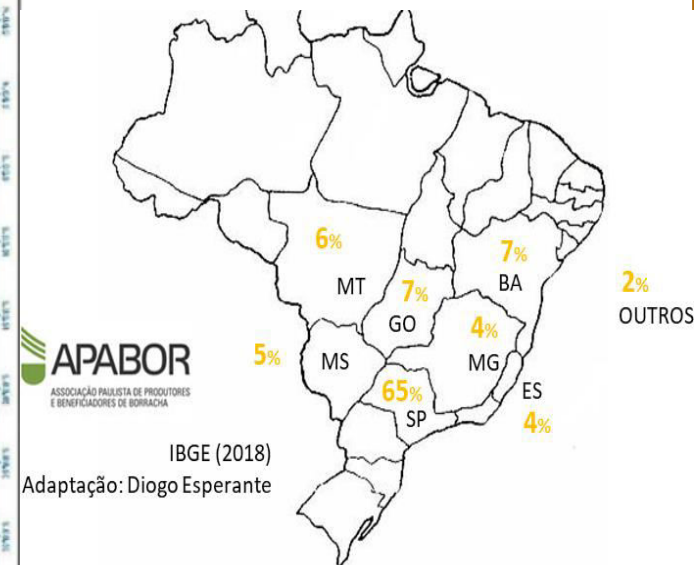 6%
MT
7%
BA
7%
GO
2%
OUTROS
4%
MG
5%
MS
65%
SP
ES
4%
APABOR
ASSOCIAÇÃO PAULISTA DE PRODUTORES
E BENEFICIADORES DE BORRACHA
IBGE (2018)
Adaptação: Diogo Esperante